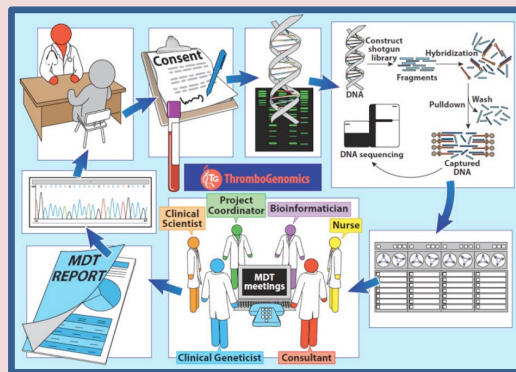 Consent
Construct
shotgun
library
Hybridization
DNA
Fragments
Pulldown
Wash
DNA sequencing
Captured
DNA
TG ThromboGenomics
Project
Coordinator
Bioinformatician
Clinical
Scientist
Nurse
MDT
meetings
MDT
REPORT
Clinical Geneticist
Consultant